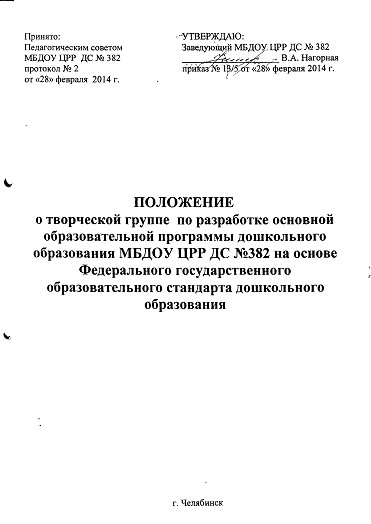 Принято:
Педагогическим советом
МБДОУ ЦРР ДС № 382
протокол № 2
от «28» февраля 2014 г.
УТВЕРЖДАЮ:
Заведующий МБДОУ ЦРР ДС № 382
В.А. Нагорная
приказ № 13/5 от «28» февраля 2014 г.
ПОЛОЖЕНИЕ
о творческой группе по разработке основной
образовательной программы дошкольного
образования МБДОУ ЦРР ДС №382 на основе
Федерального государственного
образовательного стандарта дошкольного
образования
г. Челябинск